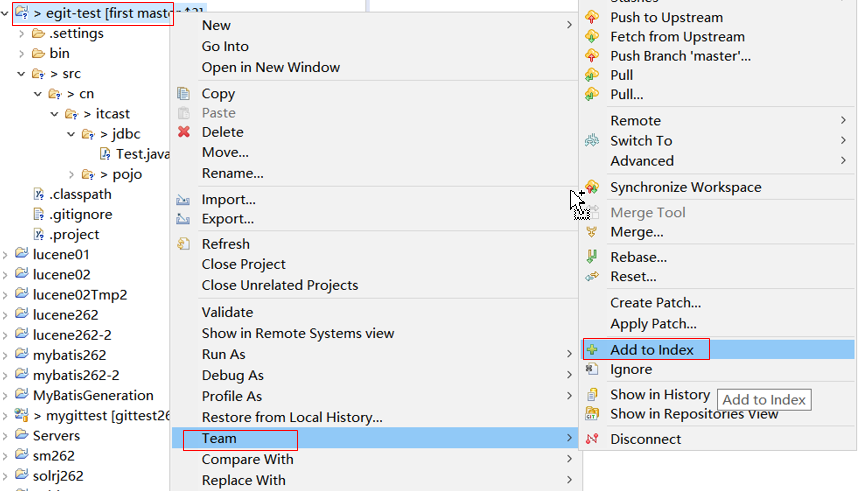 > egit-test [first master
.settings
bin
> src
> cn
> itcast
> jdbc
Test.java
> pojo
.classpath
.gitignore
.project
lucene01
lucene02
lucene02Tmp2
lucene262
lucene262-2
mybatis262
mybatis262-2
MyBatisGeneration
> mygittest [gittest26
Servers
sm262
solrj262
New
Go Into
Open in New Window
Copy
Paste
Delete
Move...
Rename...
Import...
Export...
Refresh
Close Project
Close Unrelated Projects
Validate
Show in Remote Systems view
Run As
Debug As
Profile As
Restore from Local History...
Team
Compare With
Replace With
Stashes
Push to Upstream
Fetch from Upstream
Push Branch 'master'...
Pull
Pull...
Remote
Switch To
Advanced
Synchronize Workspace
Merge Tool
Merge...
Rebase...
Reset...
Create Patch...
Apply Patch...
Add to Index
Ignore
Show in History
Add to Index
Show in Repositories View
Disconnect